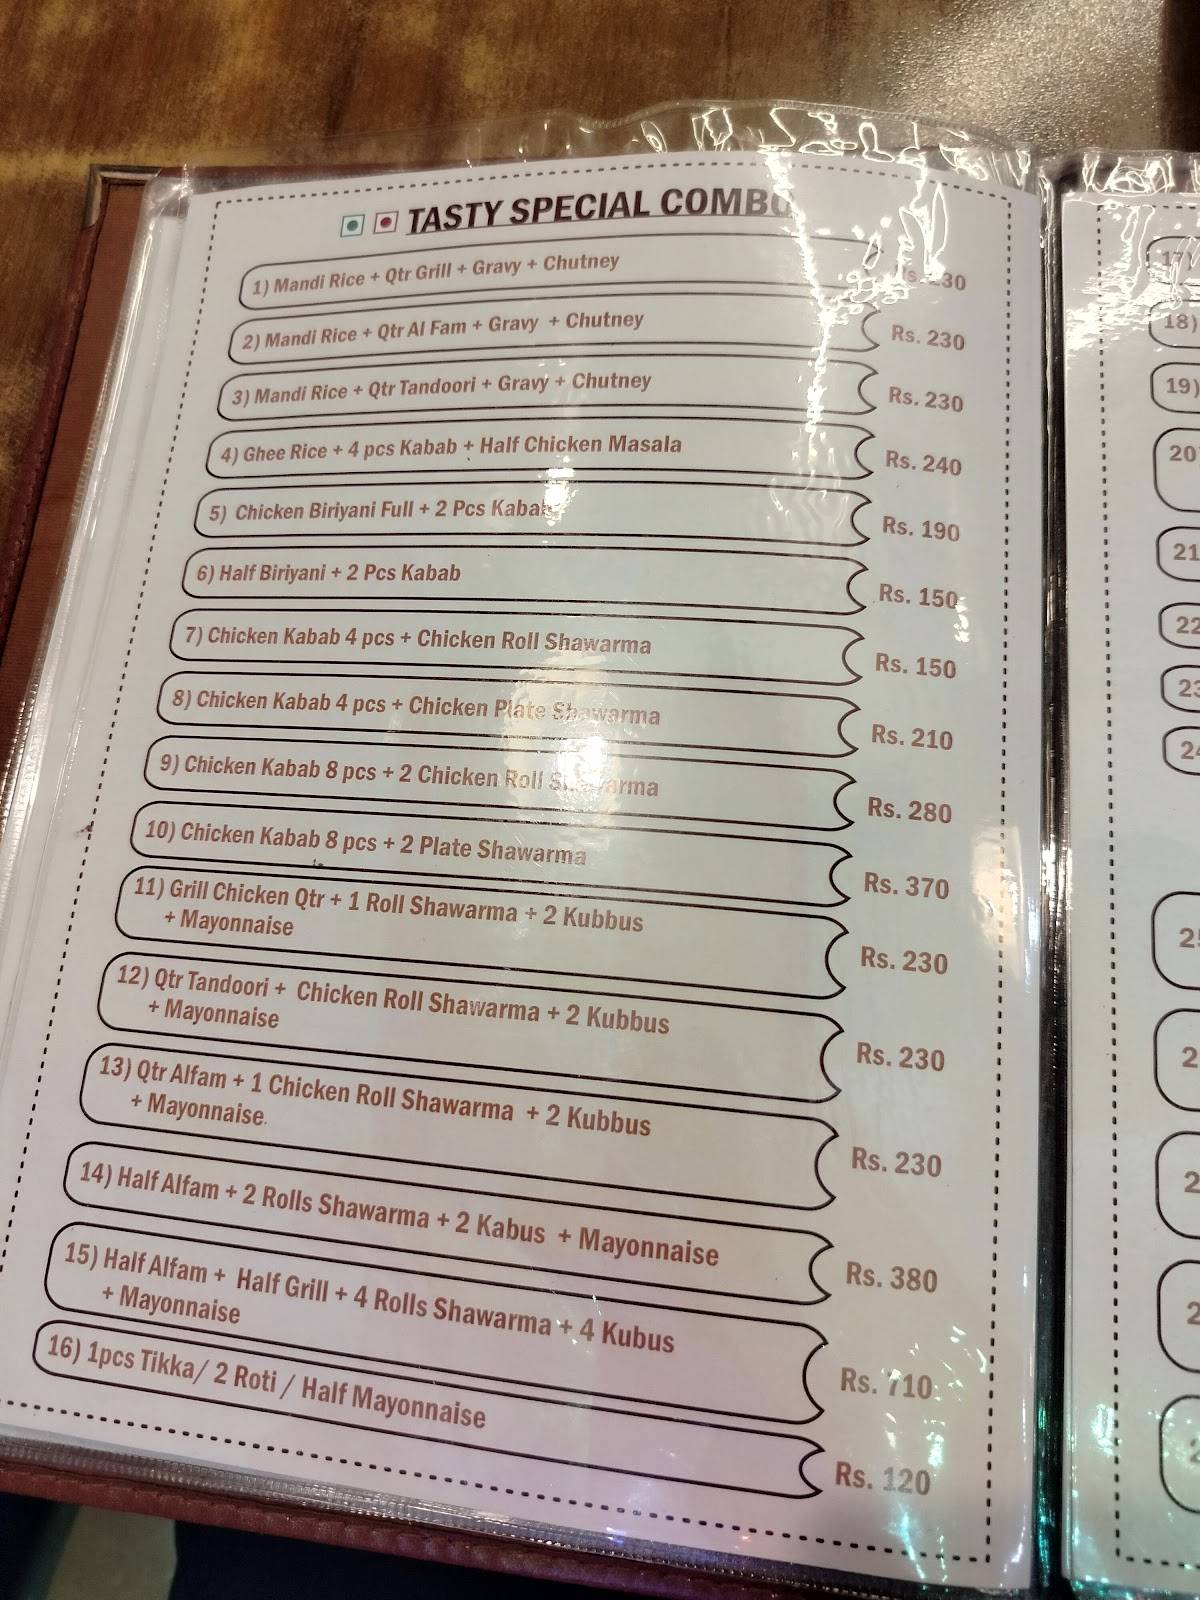 TASTY SPECIAL COMBO
1) Mandi Rice + Qtr Grill + Gravy + Chutney
2) Mandi Rice + Qtr Al Fam + Gravy + Chutney Rs. 230
3) Mandi Rice + Qtr Tandoori + Gravy + Chutney Rs. 230
4) Ghee Rice + 4 pcs Kabab + Half Chicken Masala Rs. 240
5) Chicken Biriyani Full + 2 Pcs Kabab Rs. 190
6) Half Biriyani + 2 Pcs Kabab Rs. 150
7) Chicken Kabab 4 pcs + Chicken Roll Shawarma Rs. 150
8) Chicken Kabab 4 pcs + Chicken Plate Shawarma Rs. 210
9) Chicken Kabab 8 pcs + 2 Chicken Roll Shawarma Rs. 280
10) Chicken Kabab 8 pcs + 2 Plate Shawarma Rs. 370
11) Grill Chicken Qtr + 1 Roll Shawarma + 2 Kubbus
+ Mayonnaise Rs. 230
12) Qtr Tandoori + Chicken Roll Shawarma + 2 Kubbus
+ Mayonnaise Rs. 230
13) Qtr Alfam + 1 Chicken Roll Shawarma + 2 Kubbus
+ Mayonnaise Rs. 230
14) Half Alfam + 2 Rolls Shawarma + 2 Kabus + Mayonnaise Rs. 380
15) Half Alfam + Half Grill + 4 Rolls Shawarma + 4 Kubus
+ Mayonnaise Rs. 710
16) 1pcs Tikka/ 2 Roti / Half Mayonnaise Rs. 120
18)
19)
20
21
22
23